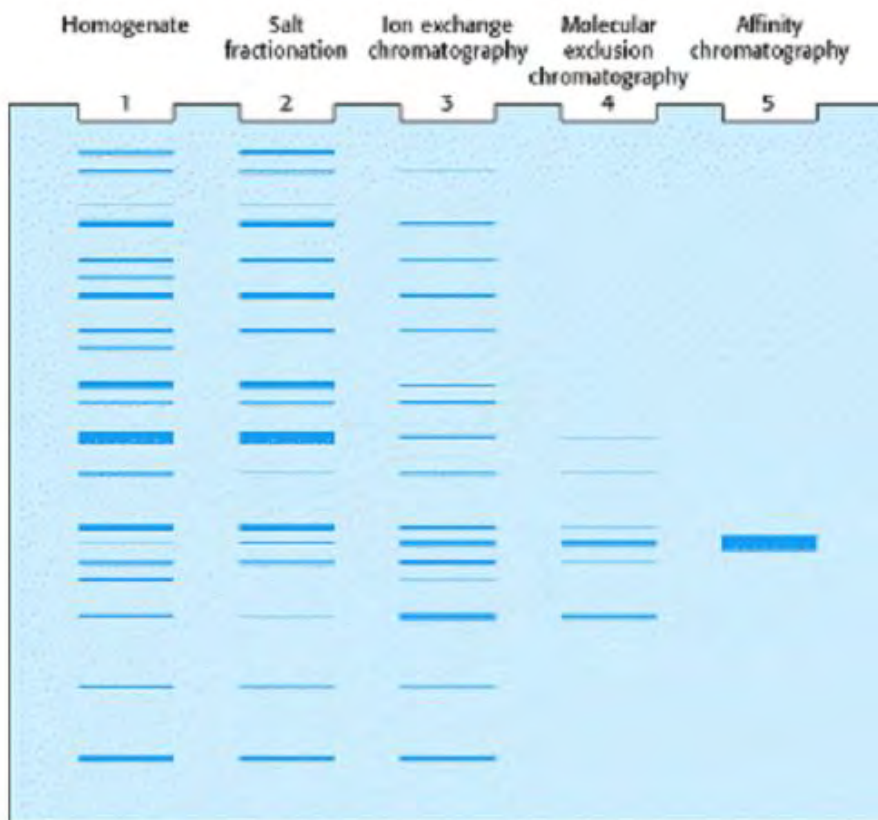 Homogenate
Salt
fractionation
Ion exchange
chromatography
Molecular
exclusion
chromatography
Affinity
chromatography
1
2
3
4
5